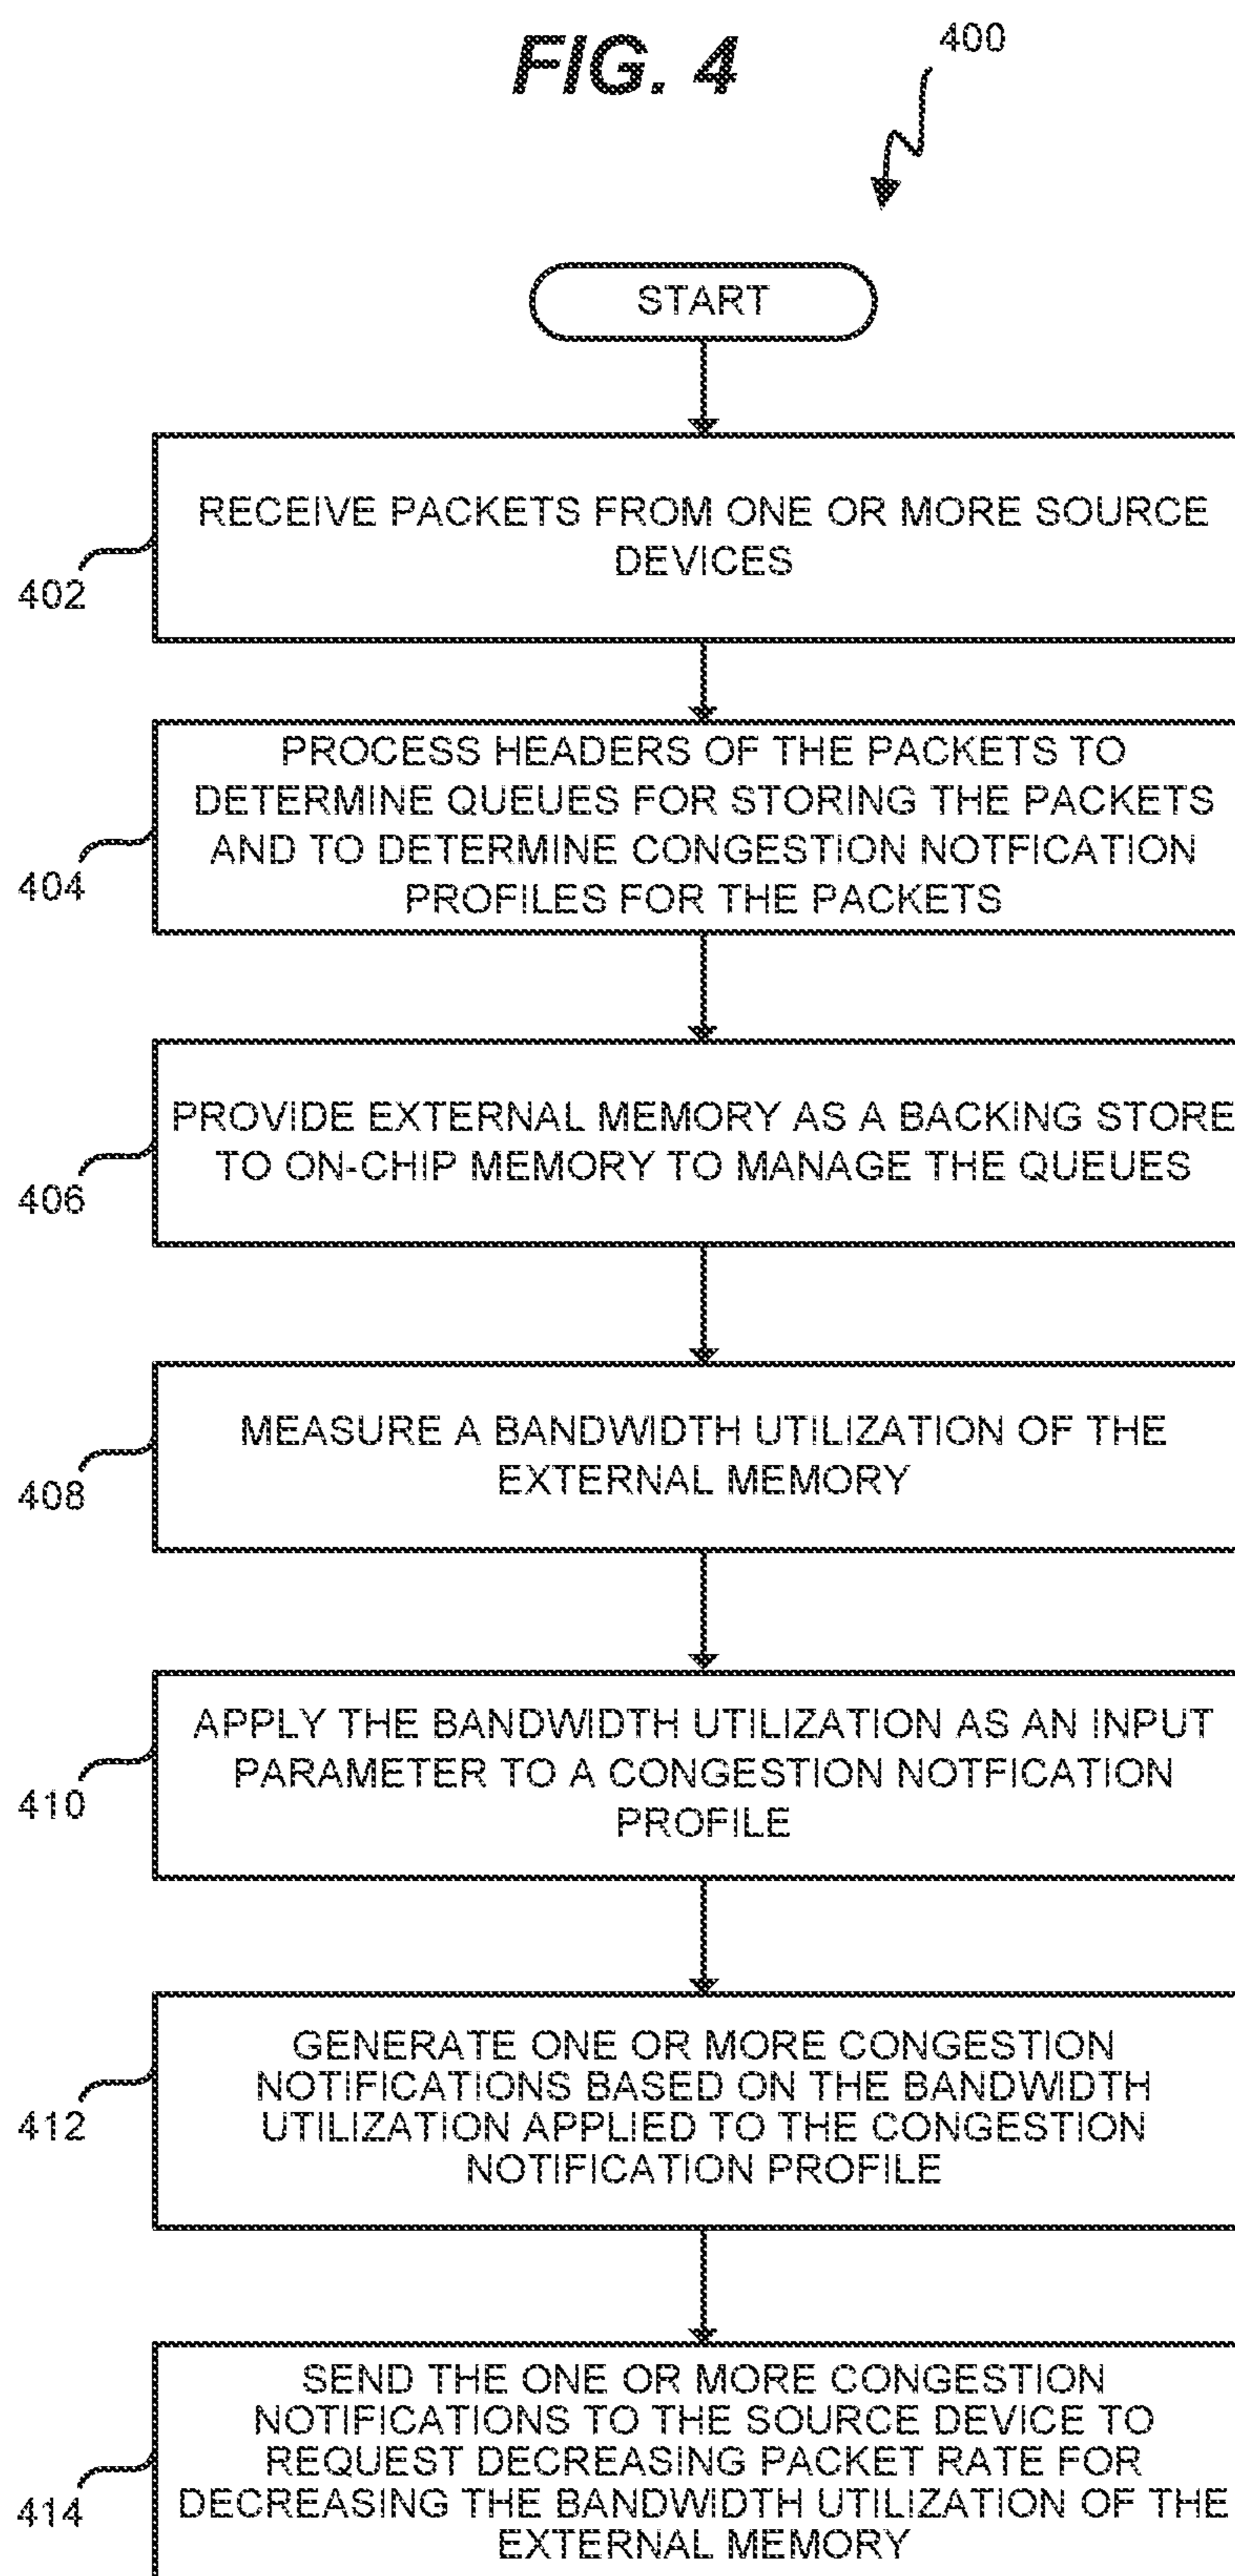 FIG. 4
400
START
RECEIVE PACKETS FROM ONE OR MORE SOURCE
DEVICES
402
PROCESS HEADERS OF THE PACKETS TO
DETERMINE QUEUES FOR STORING THE PACKETS
AND TO DETERMINE CONGESTION NOTFICATION
PROFILES FOR THE PACKETS
404
PROVIDE EXTERNAL MEMORY AS A BACKING STORE
TO ON-CHIP MEMORY TO MANAGE THE QUEUES
406
MEASURE A BANDWIDTH UTILIZATION OF THE
EXTERNAL MEMORY
408
APPLY THE BANDWIDTH UTILIZATION AS AN INPUT
PARAMETER TO A CONGESTION NOTFICATION
PROFILE
410
GENERATE ONE OR MORE CONGESTION
NOTIFICATIONS BASED ON THE BANDWIDTH
UTILIZATION APPLIED TO THE CONGESTION
NOTIFICATION PROFILE
412
SEND THE ONE OR MORE CONGESTION
NOTIFICATIONS TO THE SOURCE DEVICE TO
REQUEST DECREASING PACKET RATE FOR
DECREASING THE BANDWIDTH UTILIZATION OF THE
EXTERNAL MEMORY
414